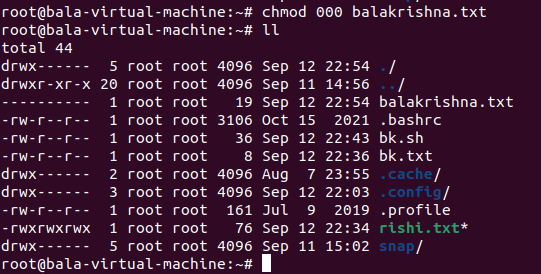 root@bala-virtual-machine:~# chmod 000 balakrishna.txt
root@bala-virtual-machine:~# ll
total 44
drwx------  5 root root 4096 Sep 12 22:54 ./
drwxr-xr-x 20 root root 4096 Sep 11 14:56 ../
----------  1 root root   19 Sep 12 22:54 balakrishna.txt
-rw-r--r--  1 root root 3106 Oct 15  2021 .bashrc
-rw-r--r--  1 root root   36 Sep 12 22:43 bk.sh
-rw-r--r--  1 root root    8 Sep 12 22:36 bk.txt
drwx------  2 root root 4096 Aug  7 23:55 .cache/
drwx------  3 root root 4096 Sep 12 22:03 .config/
-rw-r--r--  1 root root  161 Jul  9  2019 .profile
-rwxrwxrwx  1 root root   76 Sep 12 22:34 rishi.txt*
drwx------  5 root root 4096 Sep 11 15:02 snap/
root@bala-virtual-machine:~#